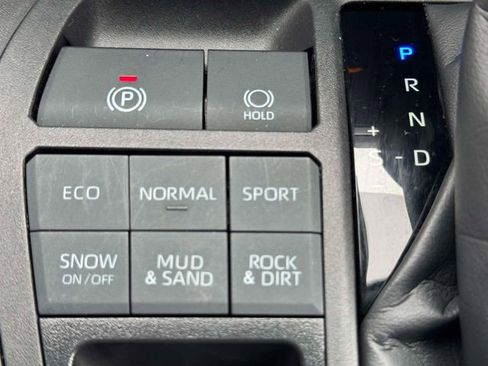 P
HOLD
ECO
NORMAL
SPORT
SNOW
ON/OFF
MUD
& SAND
ROCK
& DIRT
P
R
N
+
S - D